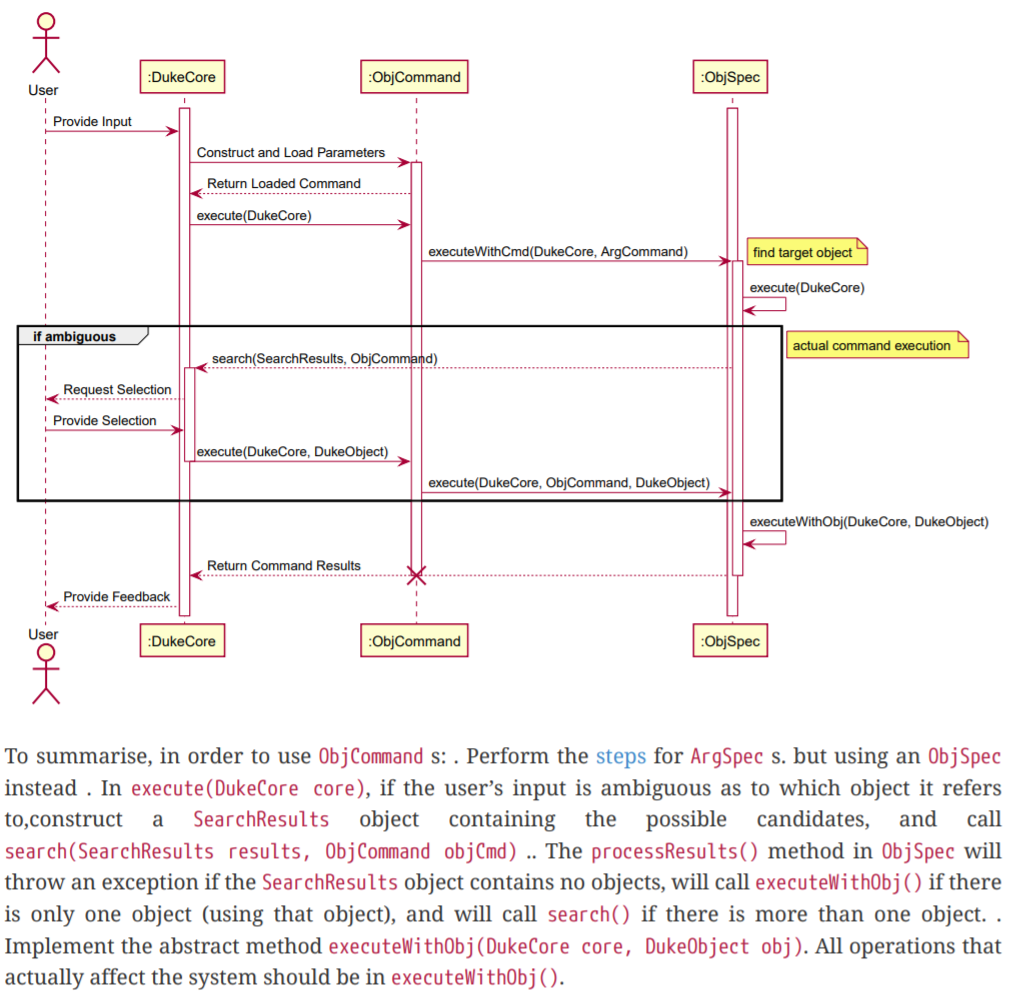 User
:DukeCore
:ObjCommand
:ObjSpec
Provide Input
Construct and Load Parameters
Return Loaded Command
execute(DukeCore)
executeWithCmd(DukeCore, ArgCommand)
find target object
execute(DukeCore)
if ambiguous
actual command execution
search(SearchResults, ObjCommand)
Request Selection
Provide Selection
execute(DukeCore, DukeObject)
execute(DukeCore, ObjCommand, DukeObject)
executeWithObj(DukeCore, DukeObject)
Return Command Results
Provide Feedback
User
:DukeCore
:ObjCommand
:ObjSpec
To summarise, in order to use ObjCommand s: . Perform the steps for ArgSpec s. but using an ObjSpec
instead . In execute(DukeCore core), if the user's input is ambiguous as to which object it refers
to,construct a SearchResults object containing the possible candidates, and call
search(SearchResults results, ObjCommand objCmd) .. The processResults() method in ObjSpec will
throw an exception if the SearchResults object contains no objects, will call executeWithObj() if there
is only one object (using that object), and will call search() if there is more than one object. .
Implement the abstract method executeWithObj(DukeCore core, DukeObject obj). All operations that
actually affect the system should be in executeWithObj().